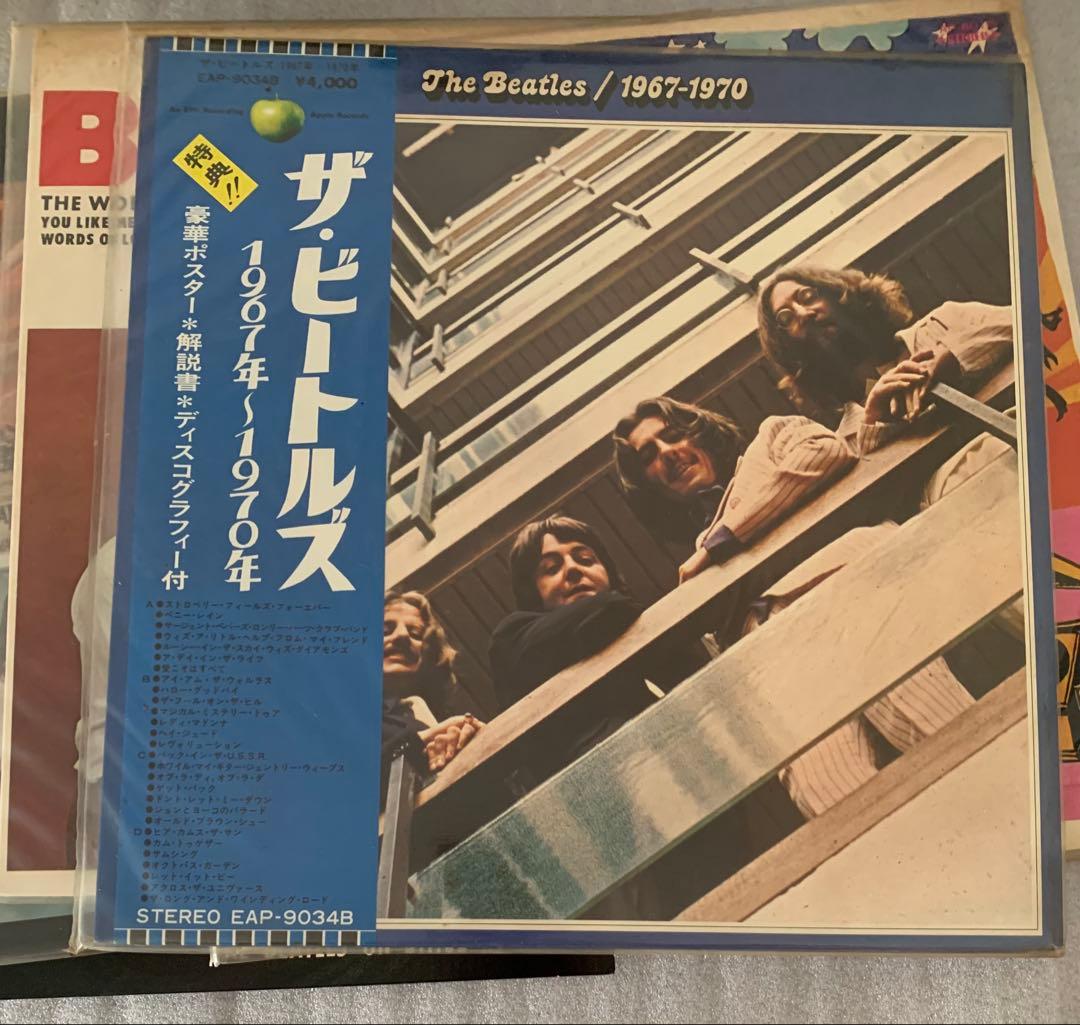 ザ・ビートルズ 1967年〜1970年
EAP-9034B ¥4,000
An EMI Recording
Apple Records
特典!!
ザ・ビートルズ
1967年〜1970年
豪華ポスター＊解説書＊ディスコグラフィー付
A●ストロベリー・フィールズ・フォーエバー
●ペニー・レイン
●サージェント・ペパーズ・ロンリー・ハーツ・クラブ・バンド
●ウィズ・ア・リトル・ヘルプ・フロム・マイ・フレンド
●ルーシー・イン・ザ・スカイ・ウィズ・ダイアモンズ
●ア・デイ・イン・ザ・ライフ
●愛こそはすべて
B●アイ・アム・ザ・ウォルラス
●ハロー・グッドバイ
●ザ・フール・オン・ザ・ヒル
●マジカル・ミステリー・トゥア
●レディ・マドンナ
●ヘイ・ジュード
●レヴォリューション
C●バック・イン・ザ・U.S.S.R.
●ホワイル・マイ・ギター・ジェントリー・ウィープス
●オブ・ラ・ディ,オブ・ラ・ダ
●ゲット・バック
●ドント・レット・ミー・ダウン
●ジョンとヨーコのバラード
●オールド・ブラウン・シュー
D●ヒア・カムズ・ザ・サン
●カム・トゥゲザー
●サムシング
●オクトパス・ガーデン
●レット・イット・ビー
●アクロス・ザ・ユニヴァース
●ザ・ロング・アンド・ワインディング・ロード
STEREO EAP-9034B
The Beatles / 1967-1970
B
THE WO
YOU LIKE ME
WORDS O